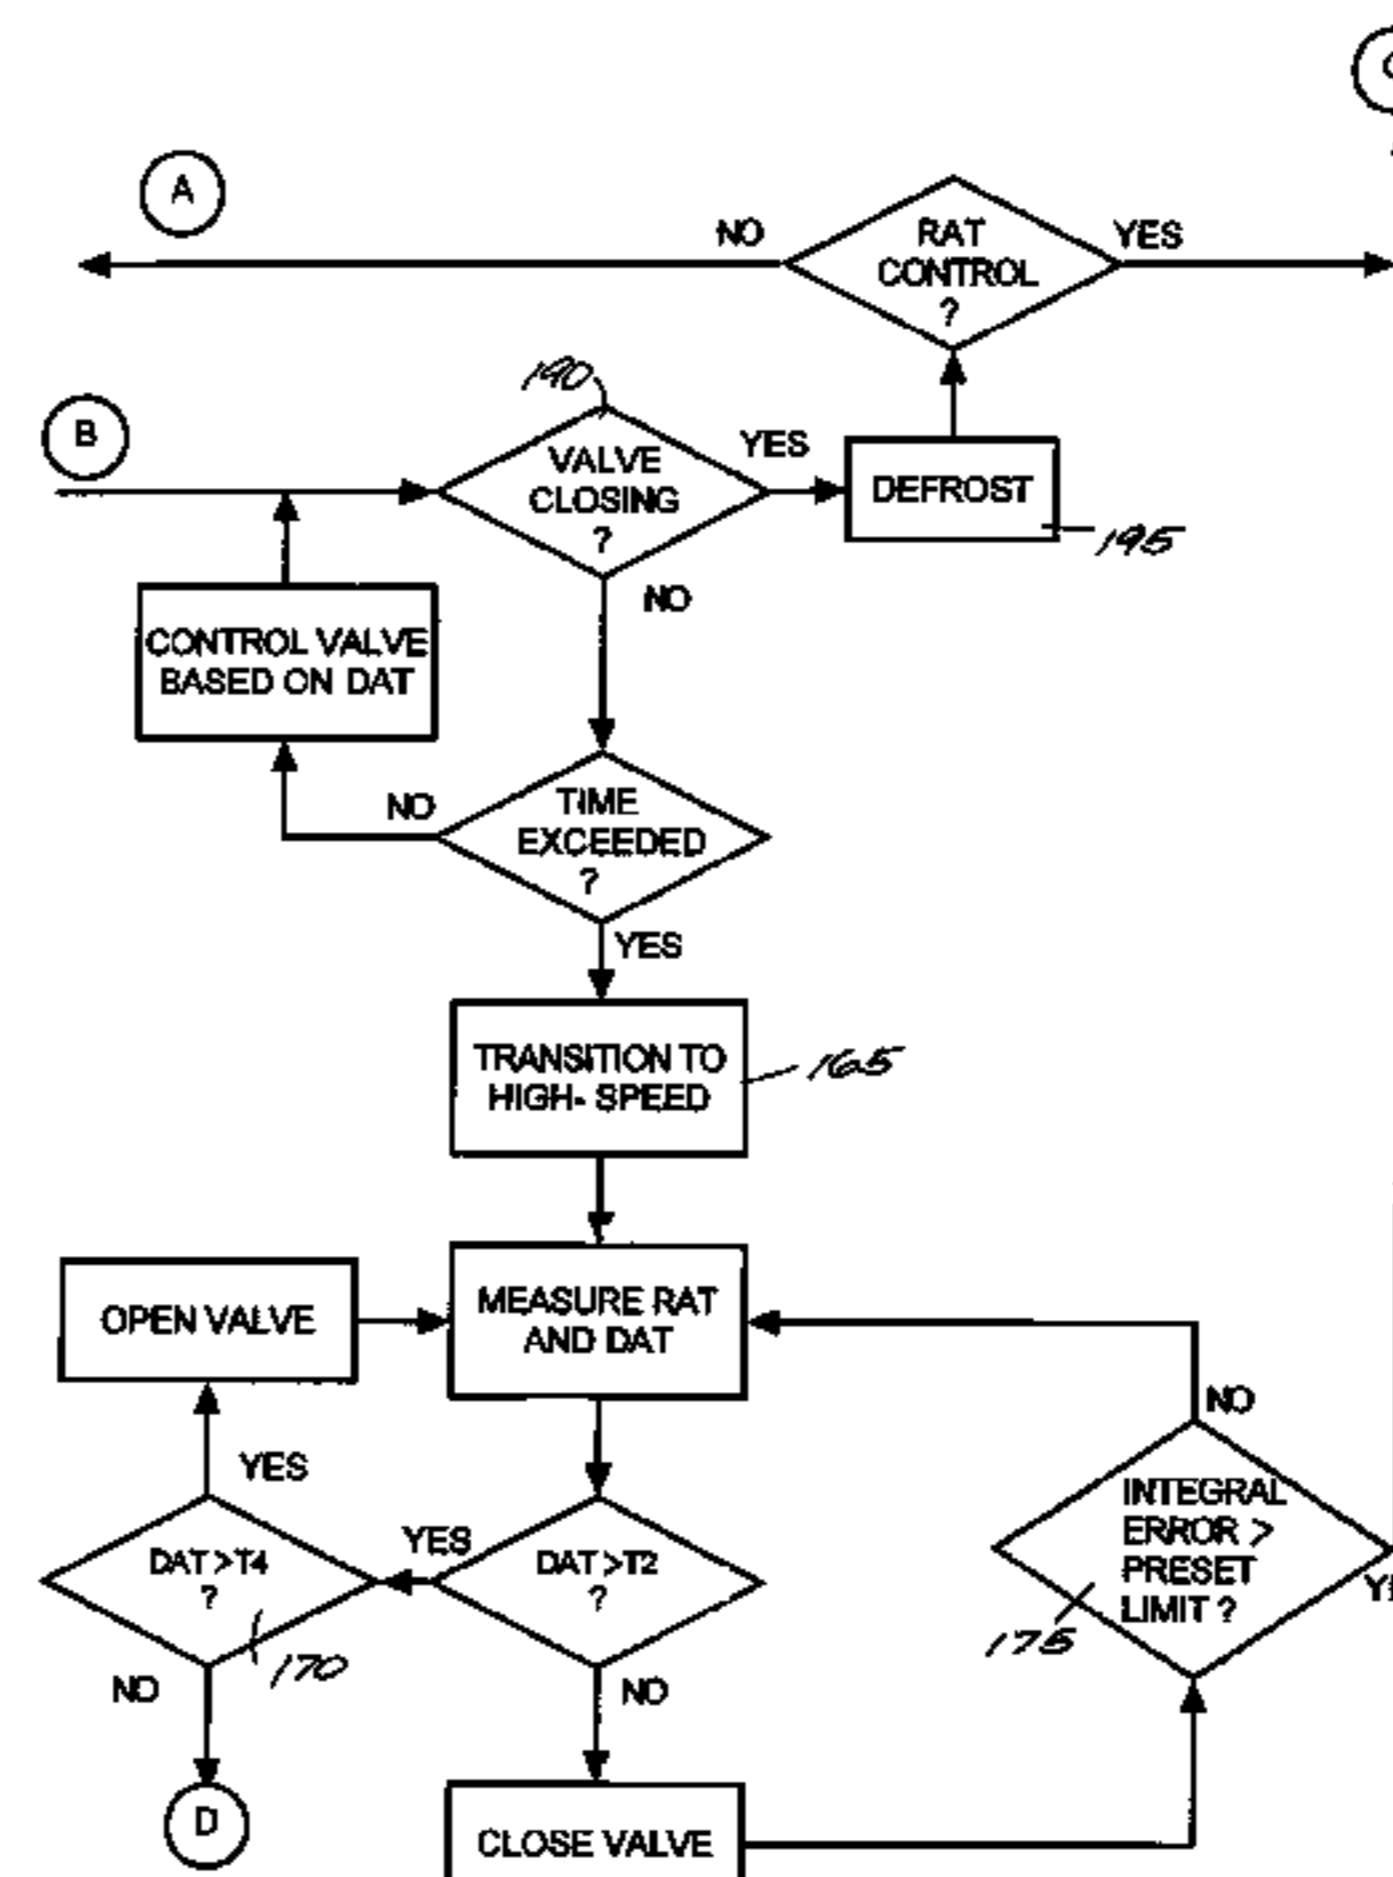 A
NO
RAT
CONTROL
?
YES
190
B
VALVE
CLOSING
?
YES
DEFROST
195
NO
CONTROL VALVE
BASED ON DAT
NO
TIME
EXCEEDED
?
YES
TRANSITION TO
HIGH- SPEED
165
OPEN VALVE
MEASURE RAT
AND DAT
NO
YES
DAT>T4
?
170
YES
DAT>T2
?
INTEGRAL
ERROR >
PRESET
LIMIT ?
175
NO
NO
D
CLOSE VALVE